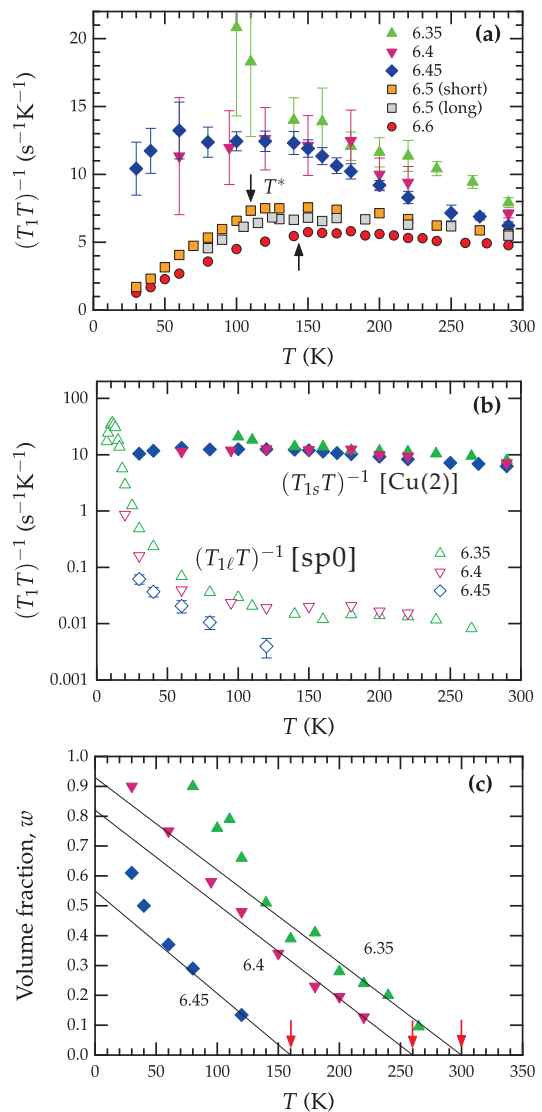 (a)
6.35
6.4
6.45
6.5 (short)
6.5 (long)
6.6
T*
20
15
10
5
0
(T₁T)⁻¹ (s⁻¹K⁻¹)
0 50 100 150 200 250 300
T (K)
(b)
100
10
1
0.1
0.01
0.001
(T₁T)⁻¹ (s⁻¹K⁻¹)
(T₁ₛT)⁻¹ [Cu(2)]
(T₁ℓT)⁻¹ [sp0]
6.35
6.4
6.45
0 50 100 150 200 250 300
T (K)
(c)
1.0
0.9
0.8
0.7
0.6
0.5
0.4
0.3
0.2
0.1
0.0
Volume fraction, w
6.35
6.4
6.45
0 50 100 150 200 250 300 350
T (K)